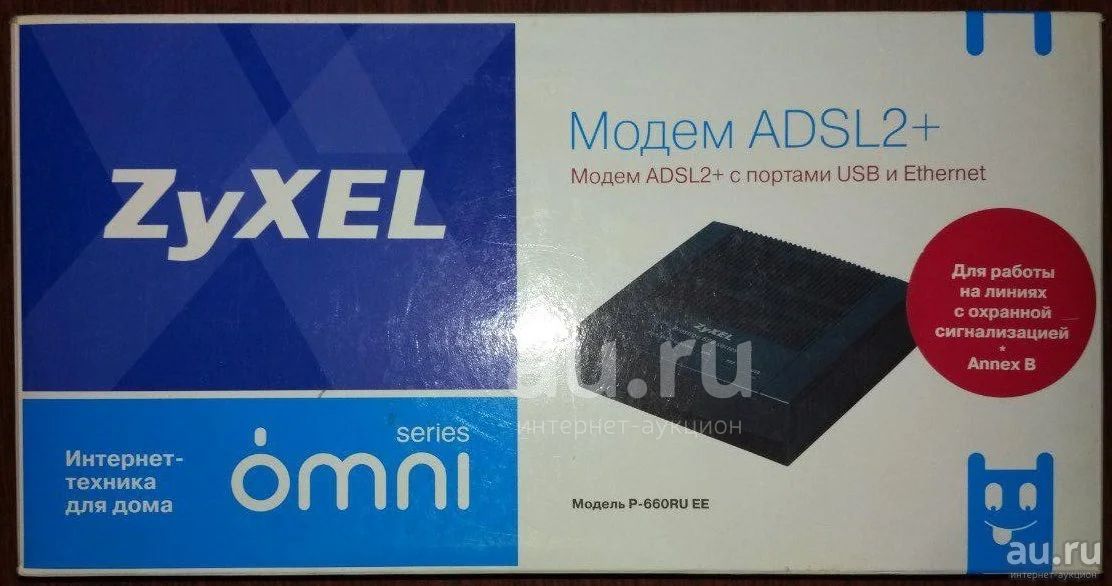 ZyXEL
Интернет-
техника
для дома
series
omni
Модем ADSL2+
Модем ADSL2+ с портами USB и Ethernet
ZyXEL
Для работы
на линиях
с охранной
сигнализацией
*
Annex B
Модель P-660RU EE
au.ru
интернет-аукцион
au.ru
интернет-аукцион